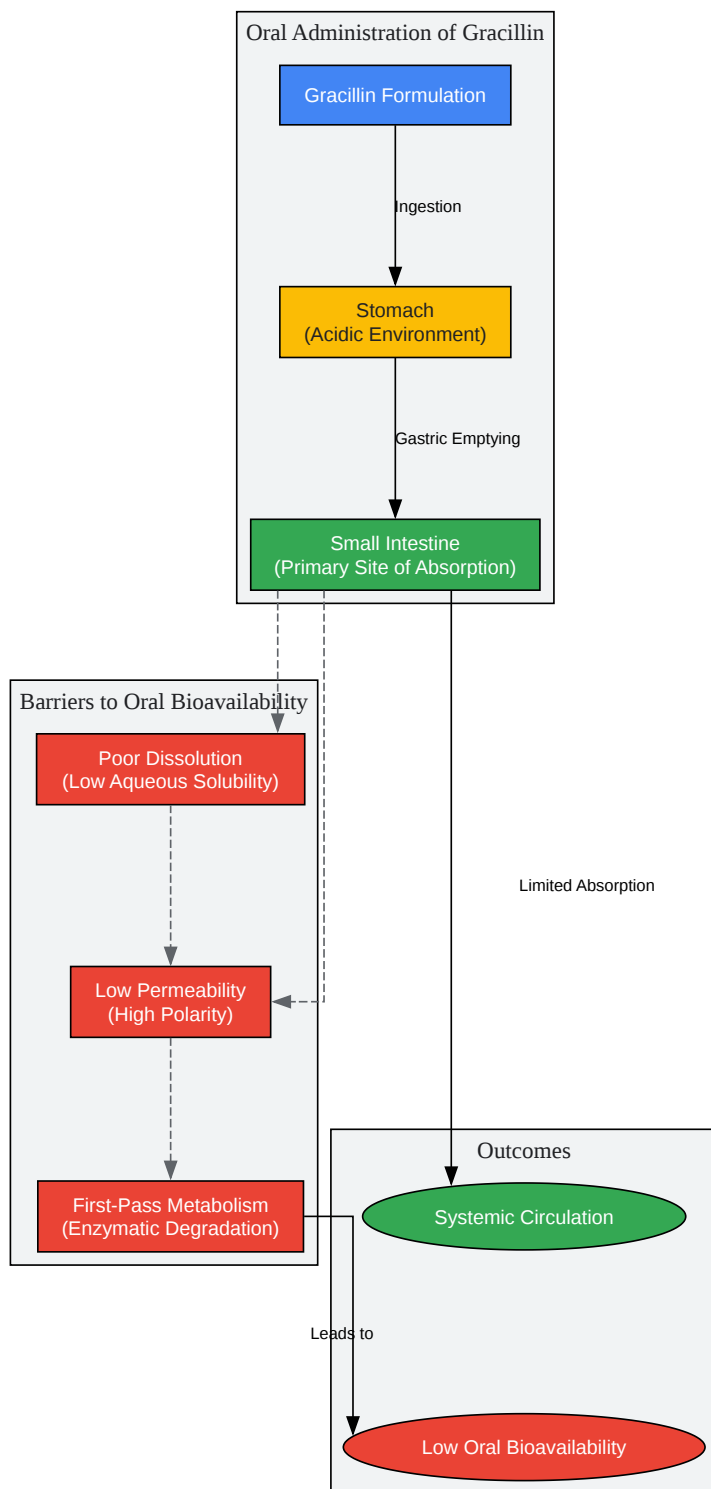 Oral Administration of Gracillin
Gracillin Formulation
Ingestion
Stomach
(Acidic Environment)
Gastric Emptying
Small Intestine
(Primary Site of Absorption)
Barriers to Oral Bioavailability
Poor Dissolution
(Low Aqueous Solubility)
Limited Absorption
Low Permeability
(High Polarity)
Outcomes
First-Pass Metabolism
(Enzymatic Degradation)
Systemic Circulation
Leads to
Low Oral Bioavailability